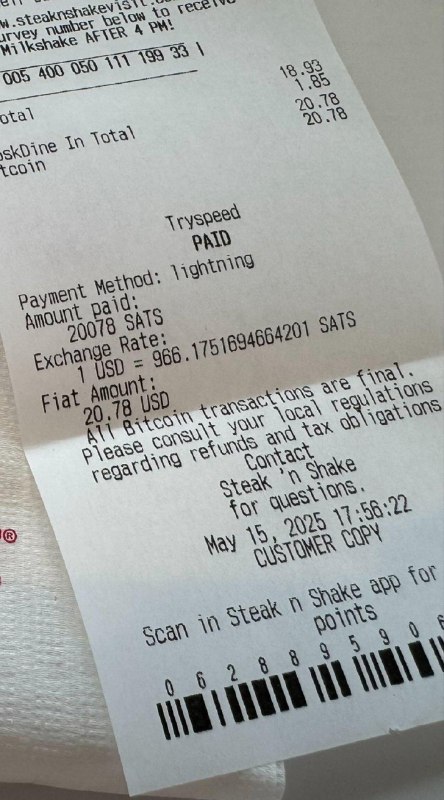 w.steaknshakevisit.
urvey number below to receive
Milkshake AFTER 4 PM!
005 400 050 111 199 33 |
otal 18.93
1.85
oskDine In Total 20.78
tcoin 20.78
Tryspeed
PAID
Payment Method: lightning
Amount paid:
20078 SATS
Exchange Rate:
1 USD = 966.1751694664201 SATS
Fiat Amount:
20.78 USD
All Bitcoin transactions are final.
Please consult your local regulations
regarding refunds and tax obligations
Contact
Steak 'n Shake
for questions.
May 15, 2025 17:56:22
CUSTOMER COPY
Scan in Steak n Shake app for
points
0 6 2 8 8 9 5 9 0 6
®